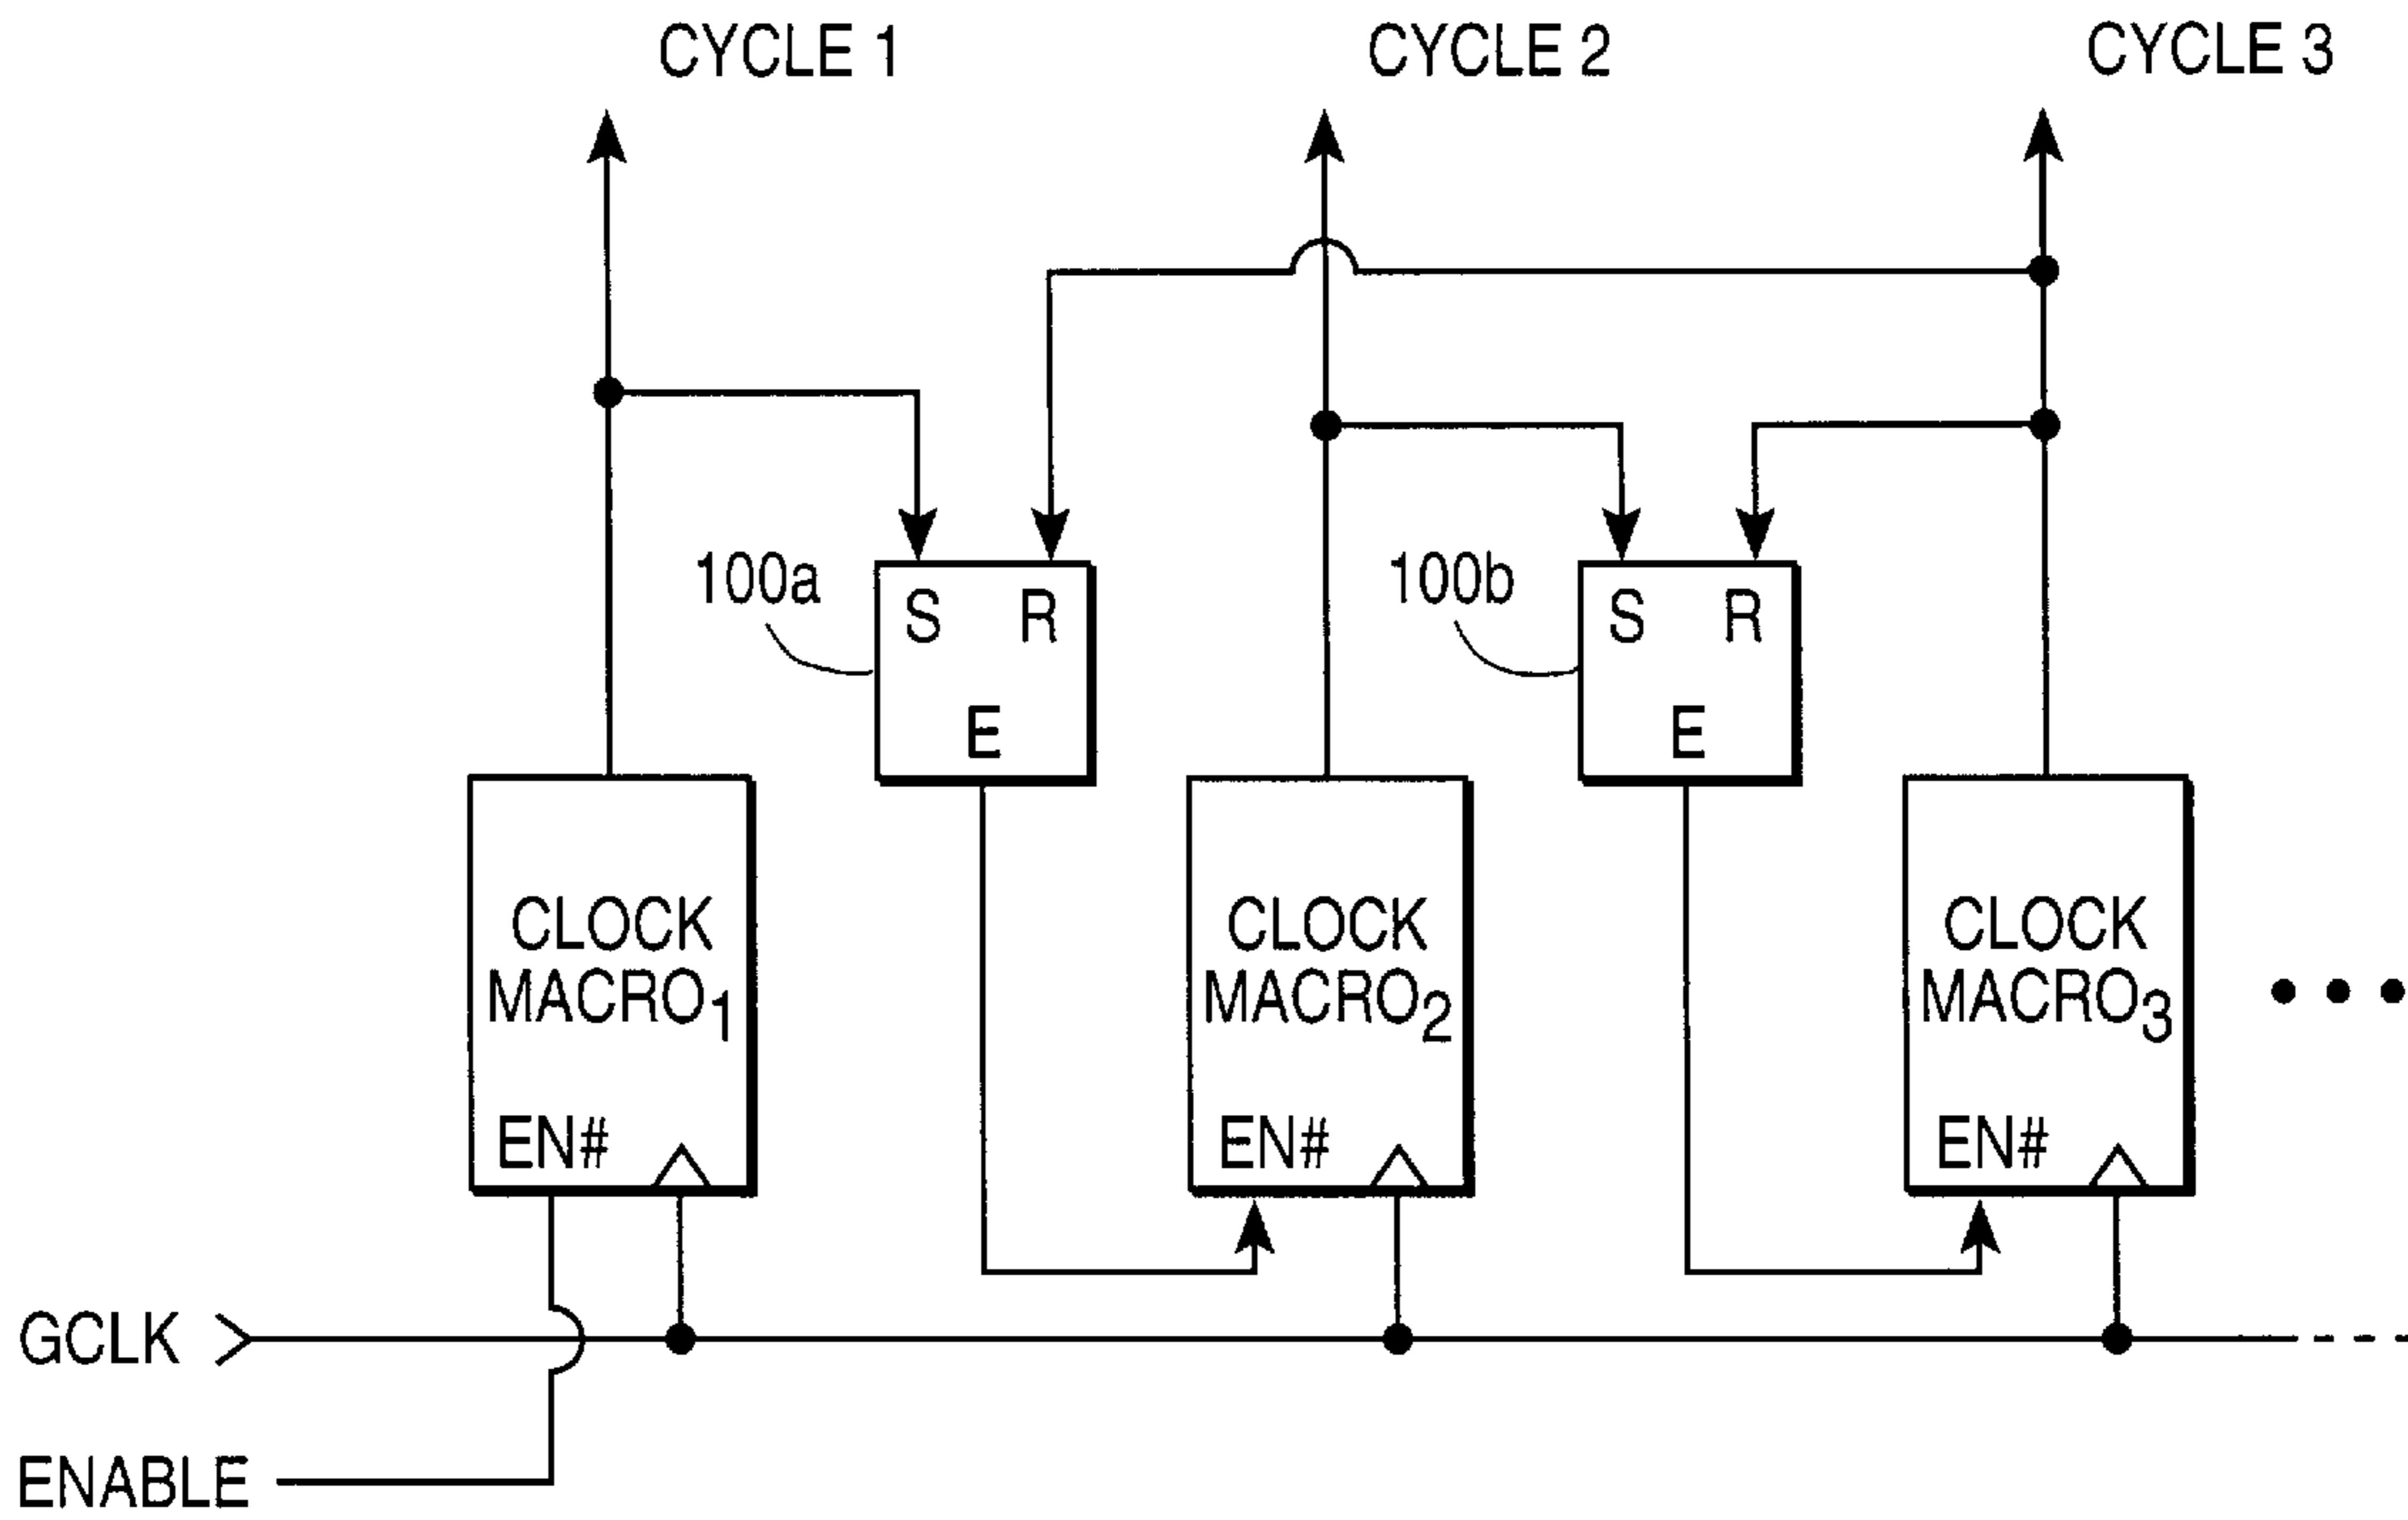 CYCLE 1
CYCLE 2
CYCLE 3
100a
S R
E
100b
S R
E
CLOCK
MACRO1
EN#
CLOCK
MACRO2
EN#
CLOCK
MACRO3
EN#
GCLK
ENABLE